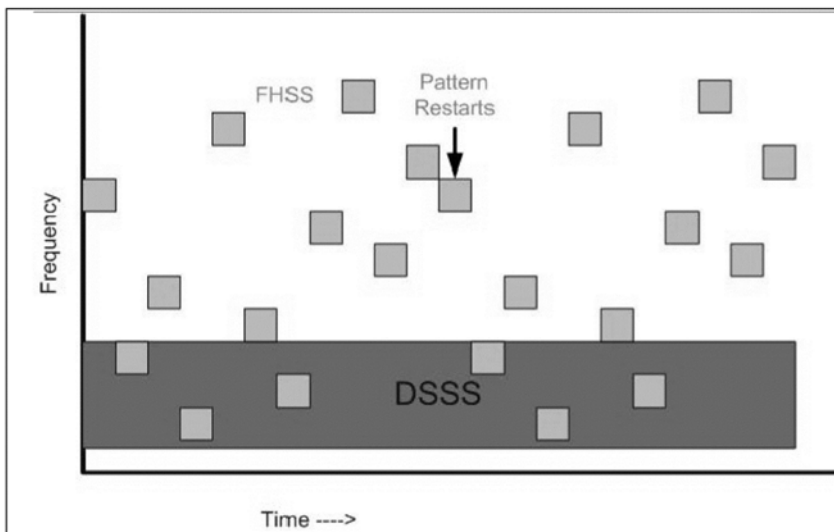 FHSS
Pattern
Restarts
Frequency
DSSS
Time ---->